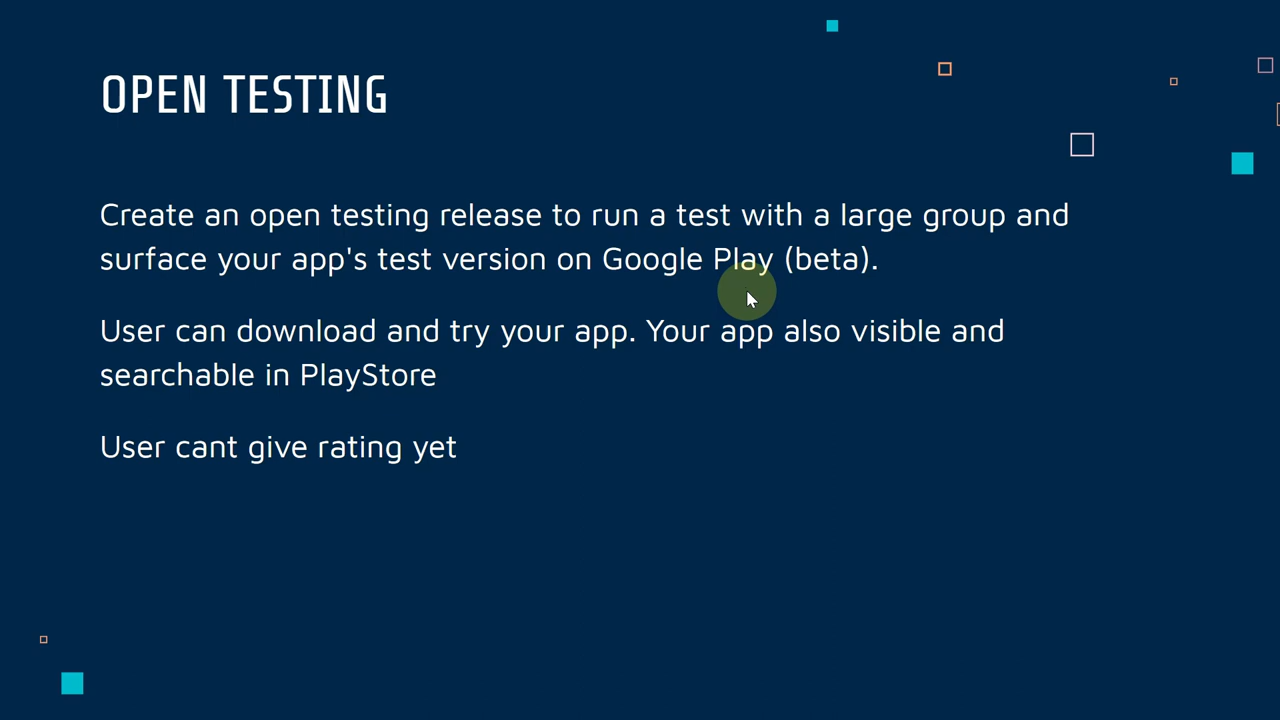 OPEN TESTING
Create an open testing release to run a test with a large group and
surface your app's test version on Google Play (beta).
User can download and try your app. Your app also visible and
searchable in PlayStore
User cant give rating yet